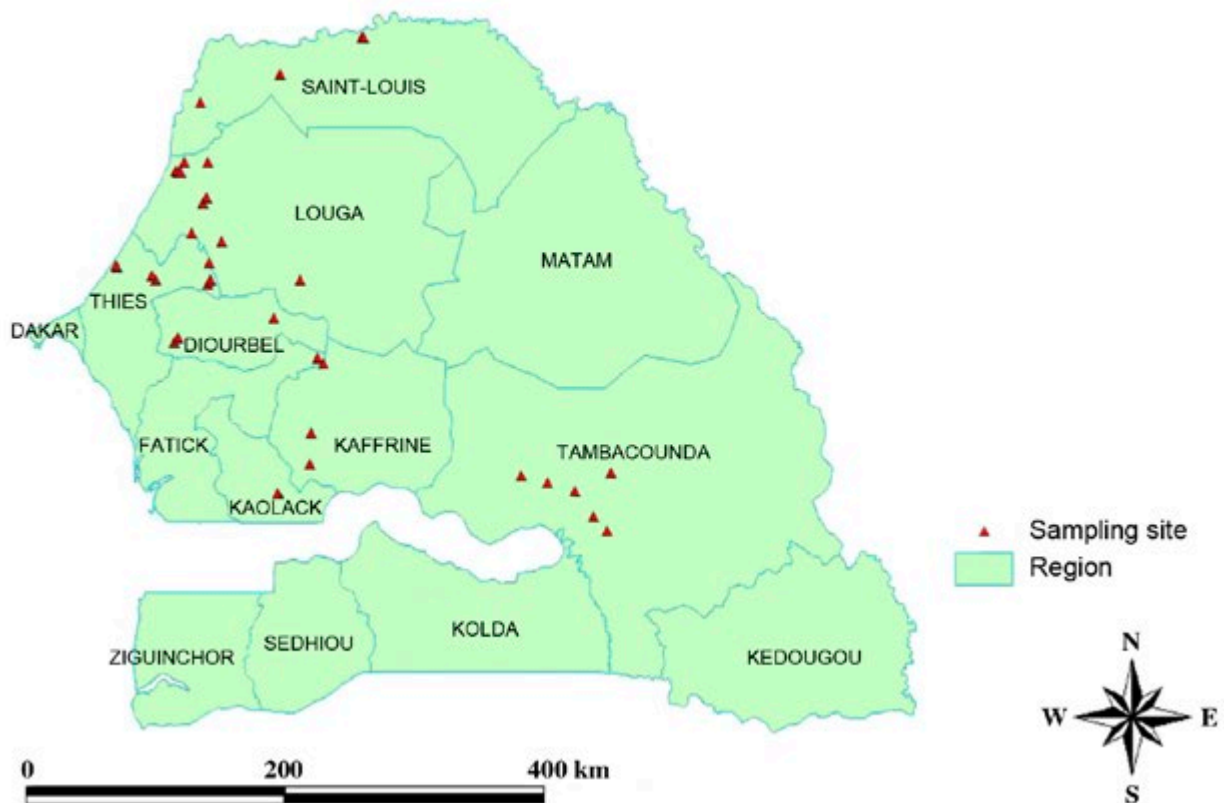 SAINT-LOUIS
LOUGA
MATAM
THIES
DAKAR
DIOURBEL
FATICK
KAFFRINE
TAMBACOUNDA
KAOLACK
Sampling site
Region
ZIGUINCHOR
SEDHIOU
KOLDA
KEDOUGOU
N
W
E
S
0
200
400 km